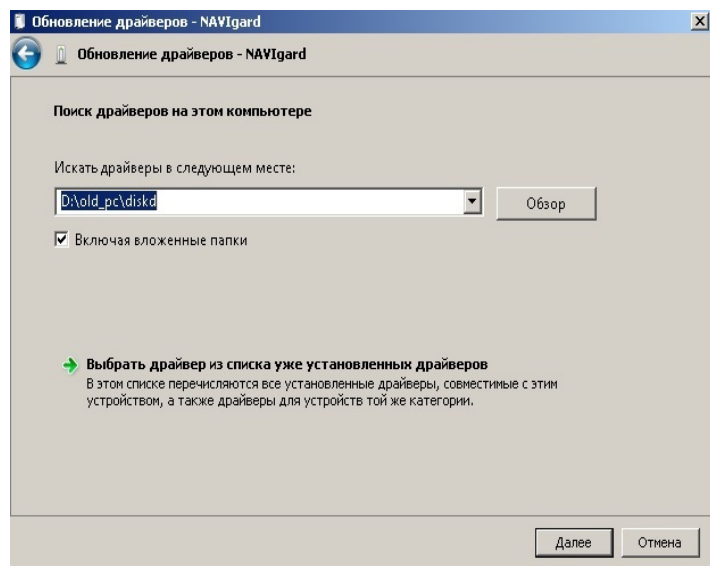 Обновление драйверов - NAVIgard
Обновление драйверов - NAVIgard
Поиск драйверов на этом компьютере
Искать драйверы в следующем месте:
D:\old_pc\diskd
Обзор
Включая вложенные папки
Выбрать драйвер из списка уже установленных драйверов
В этом списке перечисляются все установленные драйверы, совместимые с этим
устройством, а также драйверы для устройств той же категории.
Далее
Отмена